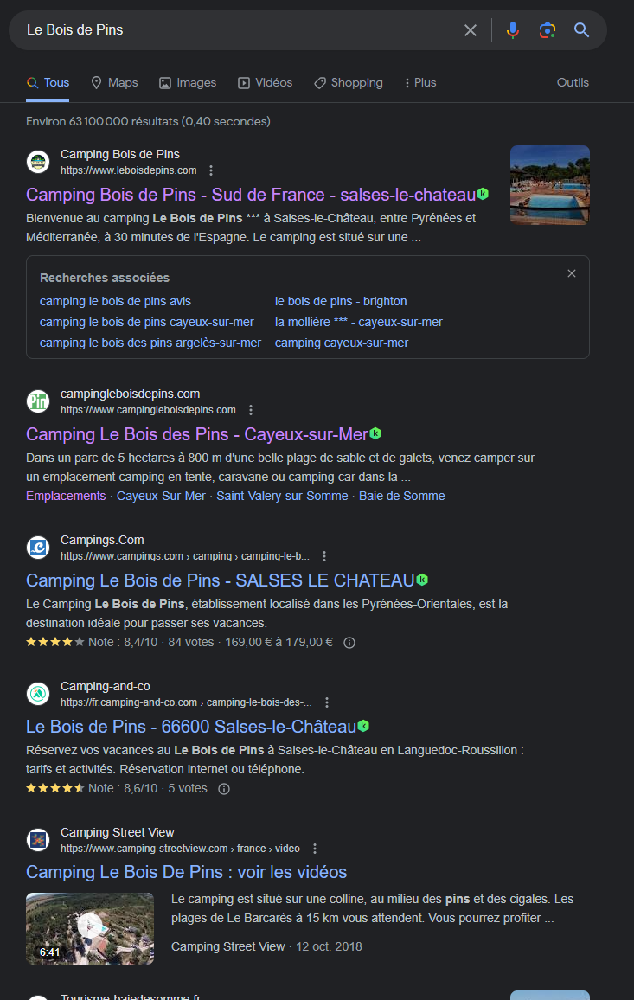 Le Bois de Pins
Tous
Maps
Images
Vidéos
Shopping
Plus
Outils
Environ 63 100 000 résultats (0,40 secondes)
Camping Bois de Pins
https://www.leboisdepins.com
Camping Bois de Pins - Sud de France - salses-le-chateau
Bienvenue au camping Le Bois de Pins *** à Salses-le-Château, entre Pyrénées et
Méditerranée, à 30 minutes de l'Espagne. Le camping est situé sur une ...
Recherches associées
camping le bois de pins avis
le bois de pins - brighton
camping le bois de pins cayeux-sur-mer
la mollière *** - cayeux-sur-mer
camping le bois des pins argelès-sur-mer
camping cayeux-sur-mer
Pin
campingleboisdepins.com
https://www.campingleboisdepins.com
Camping Le Bois des Pins - Cayeux-sur-Mer
Dans un parc de 5 hectares à 800 m d'une belle plage de sable et de galets, venez camper sur
un emplacement camping en tente, caravane ou camping-car dans la ...
Emplacements · Cayeux-Sur-Mer · Saint-Valery-sur-Somme · Baie de Somme
Campings.Com
https://www.campings.com › camping › camping-le-b...
Camping Le Bois de Pins - SALSES LE CHATEAU
Le Camping Le Bois de Pins, établissement localisé dans les Pyrénées-Orientales, est la
destination idéale pour passer ses vacances.
Note : 8,4/10 · 84 votes · 169,00 € à 179,00 €
Camping-and-co
https://fr.camping-and-co.com › camping-le-bois-des-...
Le Bois de Pins - 66600 Salses-le-Château
Réservez vos vacances au Le Bois de Pins à Salses-le-Château en Languedoc-Roussillon :
tarifs et activités. Réservation internet ou téléphone.
Note : 8,6/10 · 5 votes
Camping Street View
https://www.camping-streetview.com › france › video
Camping Le Bois De Pins : voir les vidéos
6:41
Le camping est situé sur une colline, au milieu des pins et des cigales. Les
plages de Le Barcarès à 15 km vous attendent. Vous pourrez profiter ...
Camping Street View · 12 oct. 2018
Tourisme-baiedesomme.fr